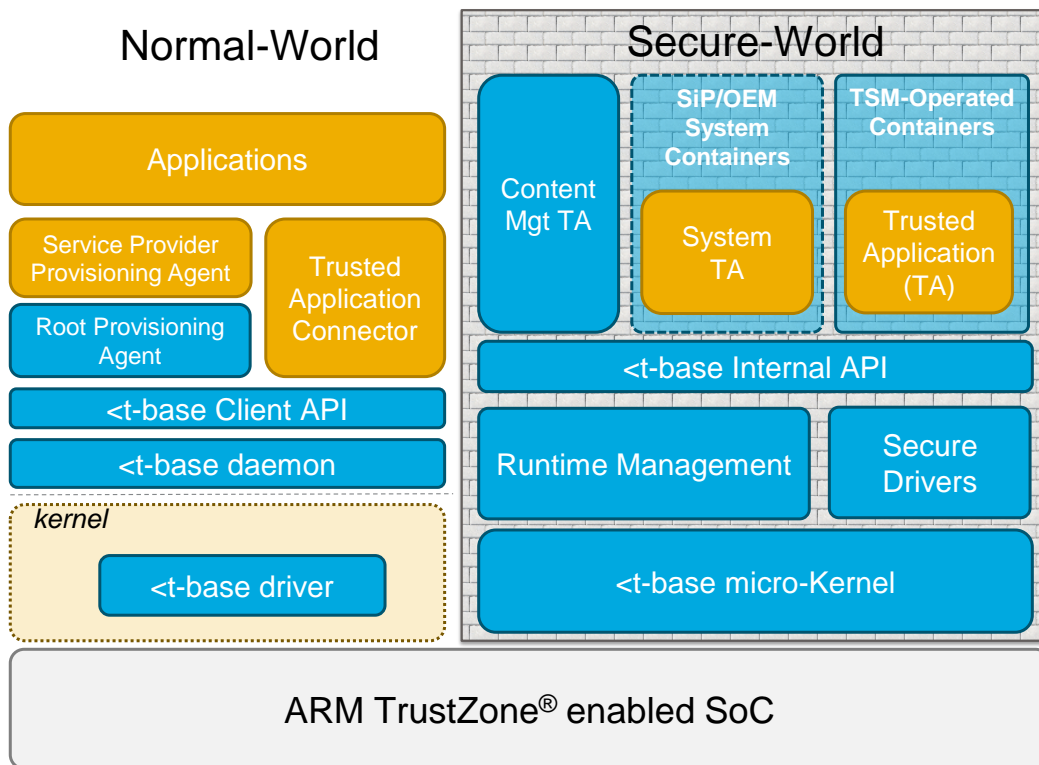 Normal-World
Applications
Service Provider
Provisioning Agent
Root Provisioning
Agent
Trusted
Application
Connector
<t-base Client API
<t-base daemon
kernel
<t-base driver
Secure-World
Content
Mgt TA
SiP/OEM
System
Containers
System
TA
TSM-Operated
Containers
Trusted
Application
(TA)
<t-base Internal API
Runtime Management
Secure
Drivers
<t-base micro-Kernel
ARM TrustZone® enabled SoC